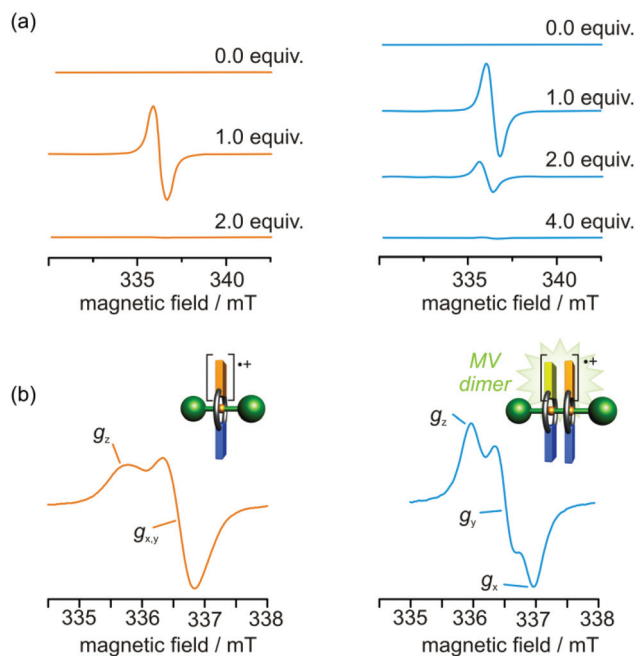 (a)
0.0 equiv.
1.0 equiv.
2.0 equiv.
335 340
magnetic field / mT
0.0 equiv.
1.0 equiv.
2.0 equiv.
4.0 equiv.
335 340
magnetic field / mT
(b)
•+
gz
gx,y
335 336 337 338
magnetic field / mT
MV
dimer
•+
gz
gy
gx
335 336 337 338
magnetic field / mT